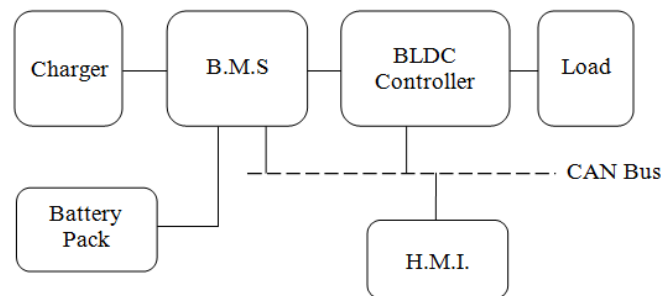 Charger
B.M.S
BLDC
Controller
Load
CAN Bus
Battery
Pack
H.M.I.